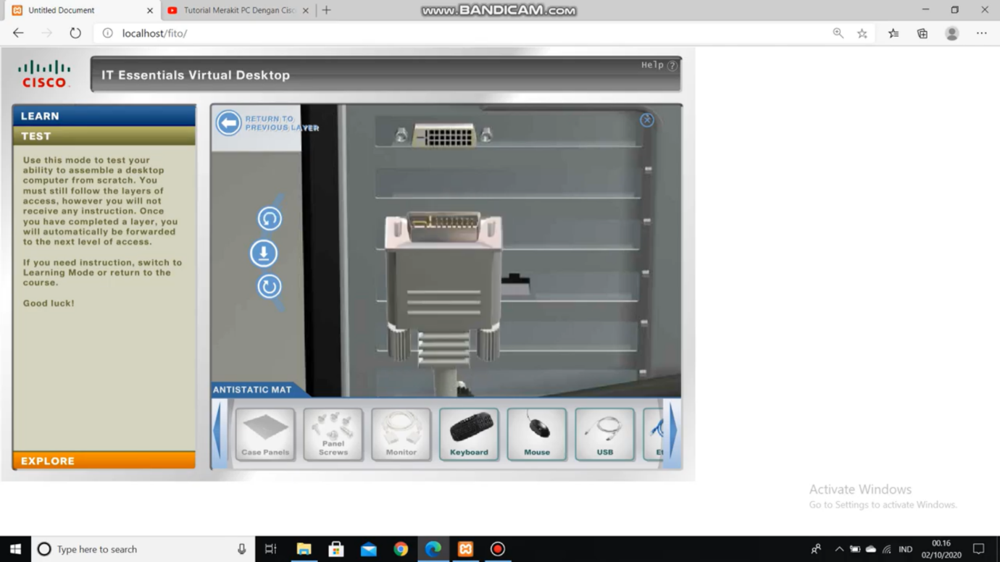 Untitled Document
Tutorial Merakit PC Dengan Cisc
www.BANDICAM.com
localhost/fito/
CISCO
IT Essentials Virtual Desktop
Help ?
LEARN
TEST
Use this mode to test your
ability to assemble a desktop
computer from scratch. You
must still follow the layers of
access, however you will not
receive any instruction. Once
you have completed a layer, you
will automatically be forwarded
to the next level of access.
If you need instruction, switch to
Learning Mode or return to the
course.
Good luck!
EXPLORE
RETURN TO
PREVIOUS LAYER
ANTISTATIC MAT
Case Panels
Panel
Screws
Monitor
Keyboard
Mouse
USB
Activate Windows
Go to Settings to activate Windows.
Type here to search
IND
00.16
02/10/2020